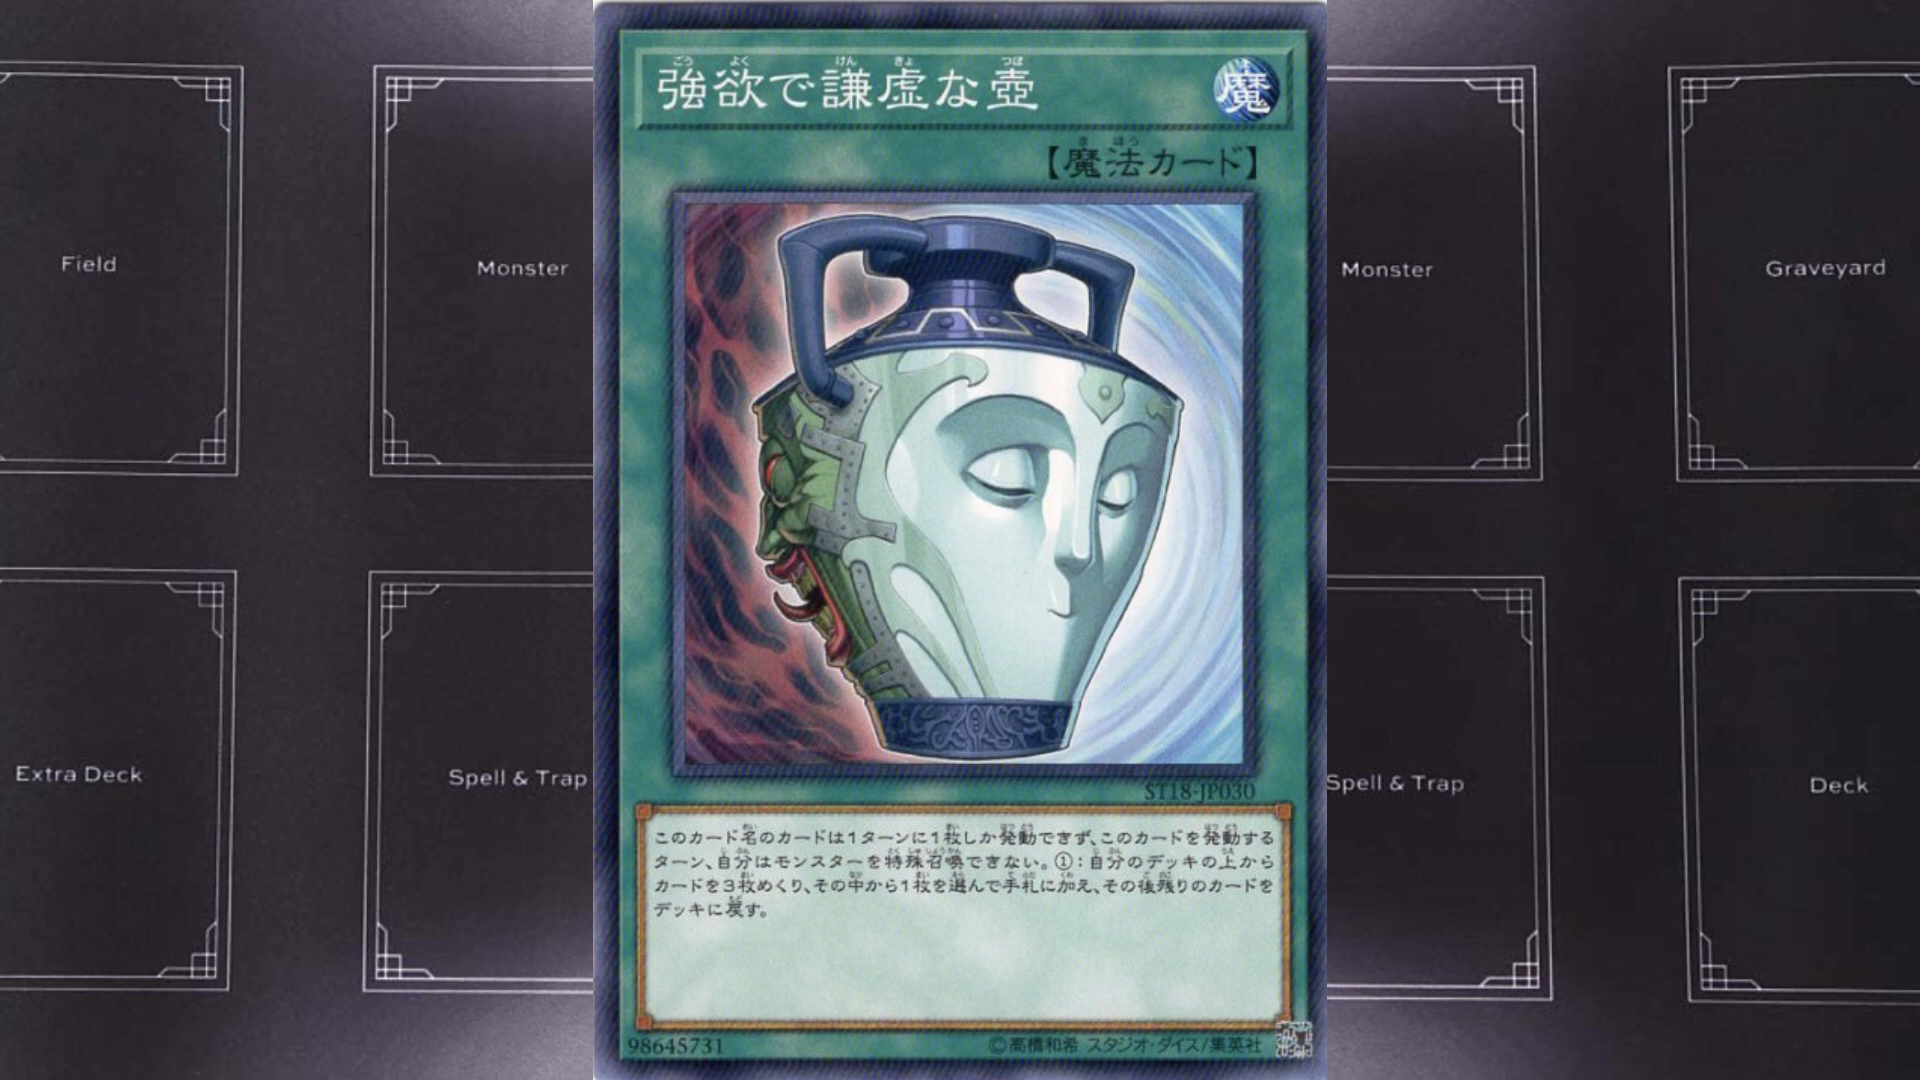 強欲で謙虚な壺
魔
【魔法カード】
Field
Monster
Monster
Graveyard
Extra Deck
Spell & Trap
Spell & Trap
Deck
ST18-JP030
このカード名のカードは1ターンに1枚しか発動できず、このカードを発動する
ターン、自分はモンスターを特殊召喚できない。①:自分のデッキの上から
カードを3枚めくり、その中から1枚を選んで手札に加え、その後残りのカードを
デッキに戻す。
98645731
©高橋和希 スタジオ・ダイス/集英社